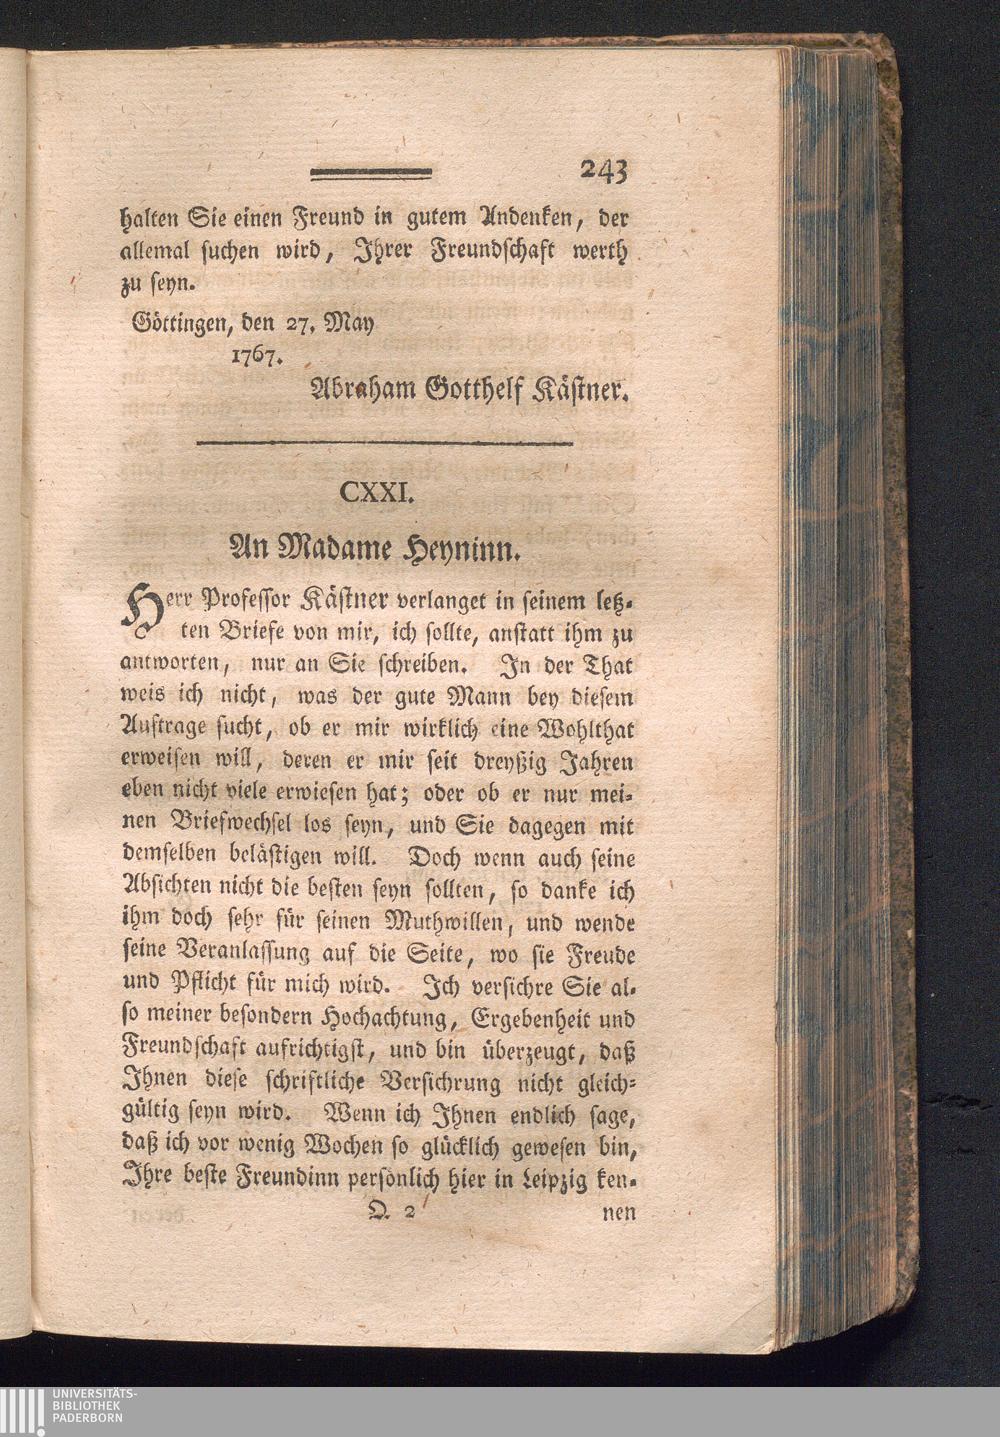 243
halten Sie einen Freund in gutem Andenken, der
allemal suchen wird, Ihrer Freundschaft werth
zu seyn.
Göttingen, den 27. May
1767.
Abraham Gotthelf Kästner.
CXXI.
An Madame Heyninn.
Herr Professor Kästner verlanget in seinem letz-
ten Briefe von mir, ich sollte, anstatt ihm zu
antworten, nur an Sie schreiben. In der That
weis ich nicht, was der gute Mann bey diesem
Auftrage sucht, ob er mir wirklich eine Wohlthat
erweisen will, deren er mir seit dreyßig Jahren
eben nicht viele erwiesen hat; oder ob er nur mei-
nen Briefwechsel los seyn, und Sie dagegen mit
demselben belästigen will. Doch wenn auch seine
Absichten nicht die besten seyn sollten, so danke ich
ihm doch sehr für seinen Muthwillen, und wende
seine Veranlassung auf die Seite, wo sie Freude
und Pflicht für mich wird. Ich versichre Sie al-
so meiner besondern Hochachtung, Ergebenheit und
Freundschaft aufrichtigst, und bin überzeugt, daß
Ihnen diese schriftliche Versichrung nicht gleich-
gültig seyn wird. Wenn ich Ihnen endlich sage,
daß ich vor wenig Wochen so glücklich gewesen bin,
Ihre beste Freundinn persönlich hier in Leipzig ken-
Q 2
nen
UNIVERSITÄTS-
BIBLIOTHEK
PADERBORN